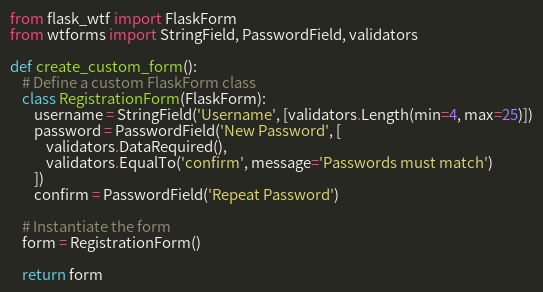 from flask_wtf import FlaskForm
from wtforms import StringField, PasswordField, validators

def create_custom_form():
    # Define a custom FlaskForm class
    class RegistrationForm(FlaskForm):
        username = StringField('Username', [validators.Length(min=4, max=25)])
        password = PasswordField('New Password', [
            validators.DataRequired(),
            validators.EqualTo('confirm', message='Passwords must match')
        ])
        confirm = PasswordField('Repeat Password')

    # Instantiate the form
    form = RegistrationForm()

    return form